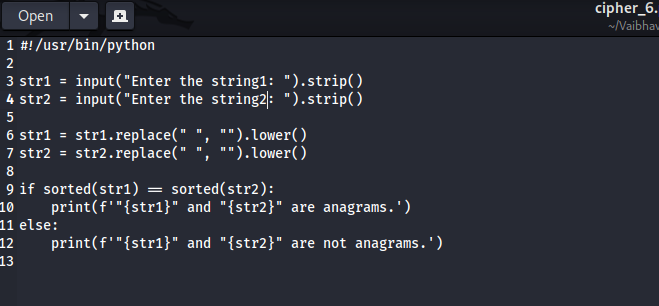 Open
cipher_6.
~/Vaibhav
1 #!/usr/bin/python
2
3 str1 = input("Enter the string1: ").strip()
4 str2 = input("Enter the string2: ").strip()
5
6 str1 = str1.replace(" ", "").lower()
7 str2 = str2.replace(" ", "").lower()
8
9 if sorted(str1) == sorted(str2):
10     print(f'"{str1}" and "{str2}" are anagrams.')
11 else:
12     print(f'"{str1}" and "{str2}" are not anagrams.')
13